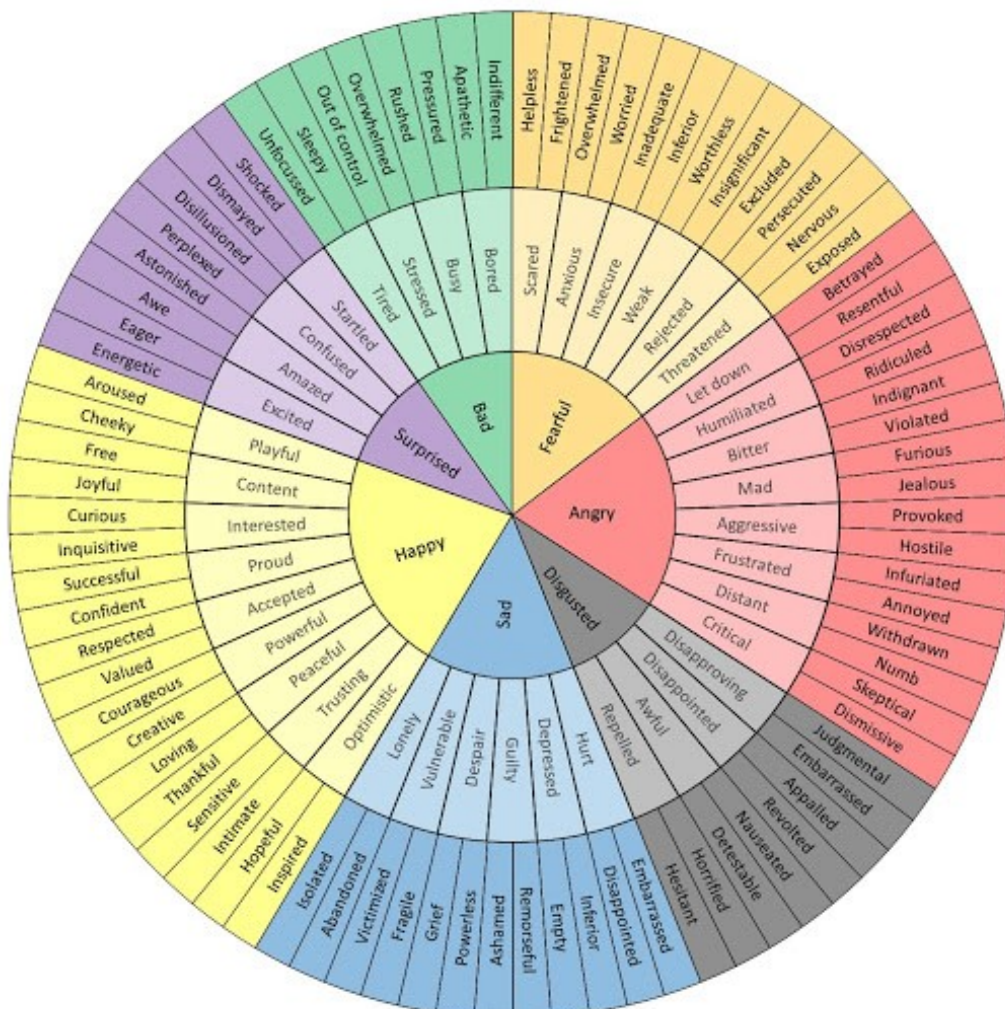 Fearful
Angry
Disgusted
Sad
Happy
Surprised
Bad
Scared
Anxious
Insecure
Weak
Rejected
Threatened
Let down
Humiliated
Bitter
Mad
Aggressive
Frustrated
Distant
Critical
Disapproving
Disappointed
Awful
Repelled
Hurt
Depressed
Guilty
Despair
Vulnerable
Lonely
Optimistic
Trusting
Peaceful
Powerful
Accepted
Proud
Interested
Content
Playful
Excited
Amazed
Confused
Startled
Tired
Stressed
Busy
Bored
Helpless
Frightened
Overwhelmed
Worried
Inadequate
Inferior
Worthless
Insignificant
Excluded
Persecuted
Nervous
Exposed
Betrayed
Resentful
Disrespected
Ridiculed
Indignant
Violated
Furious
Jealous
Provoked
Hostile
Infuriated
Annoyed
Withdrawn
Numb
Skeptical
Dismissive
Judgmental
Embarrassed
Appalled
Revolted
Nauseated
Detestable
Horrified
Hesitant
Embarrassed
Disappointed
Inferior
Empty
Remorseful
Ashamed
Powerless
Grief
Fragile
Victimized
Abandoned
Isolated
Inspired
Hopeful
Intimate
Sensitive
Thankful
Loving
Creative
Courageous
Valued
Respected
Confident
Successful
Inquisitive
Curious
Joyful
Free
Cheeky
Aroused
Energetic
Eager
Awe
Astonished
Perplexed
Disillusioned
Dismayed
Shocked
Unfocussed
Sleepy
Out of control
Overwhelmed
Rushed
Pressured
Apathetic
Indifferent